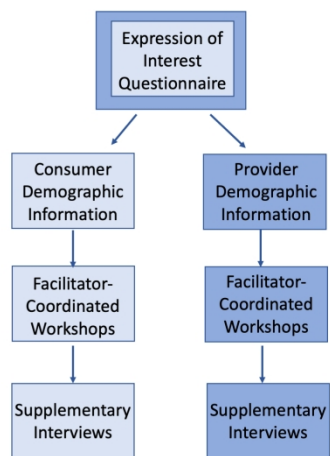 Expression of
Interest
Questionnaire
Consumer
Demographic
Information
Provider
Demographic
Information
Facilitator-
Coordinated
Workshops
Facilitator-
Coordinated
Workshops
Supplementary
Interviews
Supplementary
Interviews